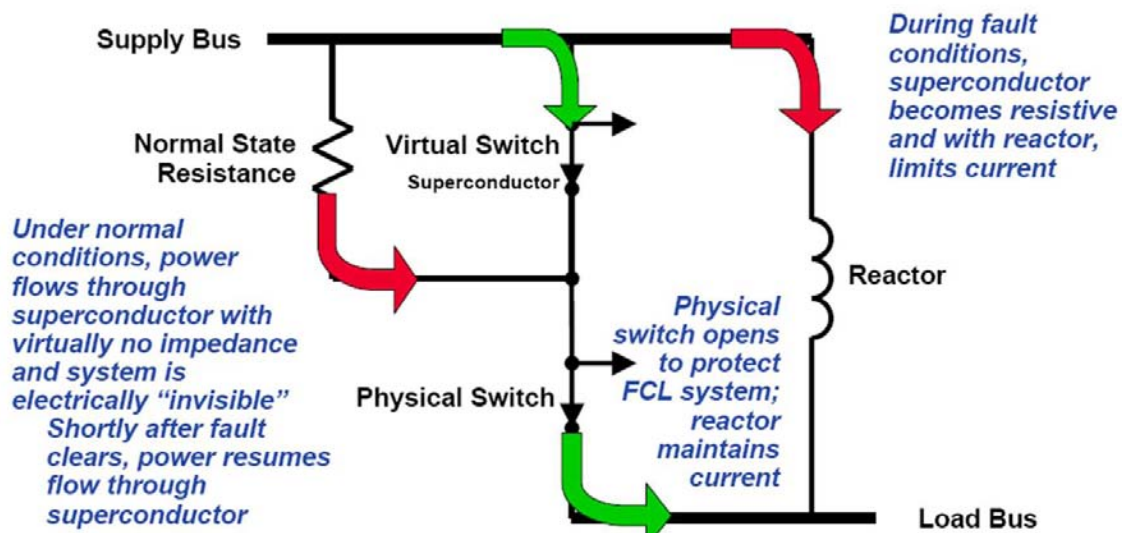 Supply Bus
During fault
conditions,
superconductor
becomes resistive
and with reactor,
limits current
Normal State
Resistance
Virtual Switch
Superconductor
Under normal
conditions, power
flows through
superconductor with
virtually no impedance
and system is
electrically “invisible”
Shortly after fault
clears, power resumes
flow through
superconductor
Reactor
Physical
switch opens
to protect
FCL system;
reactor
maintains
current
Physical Switch
Load Bus